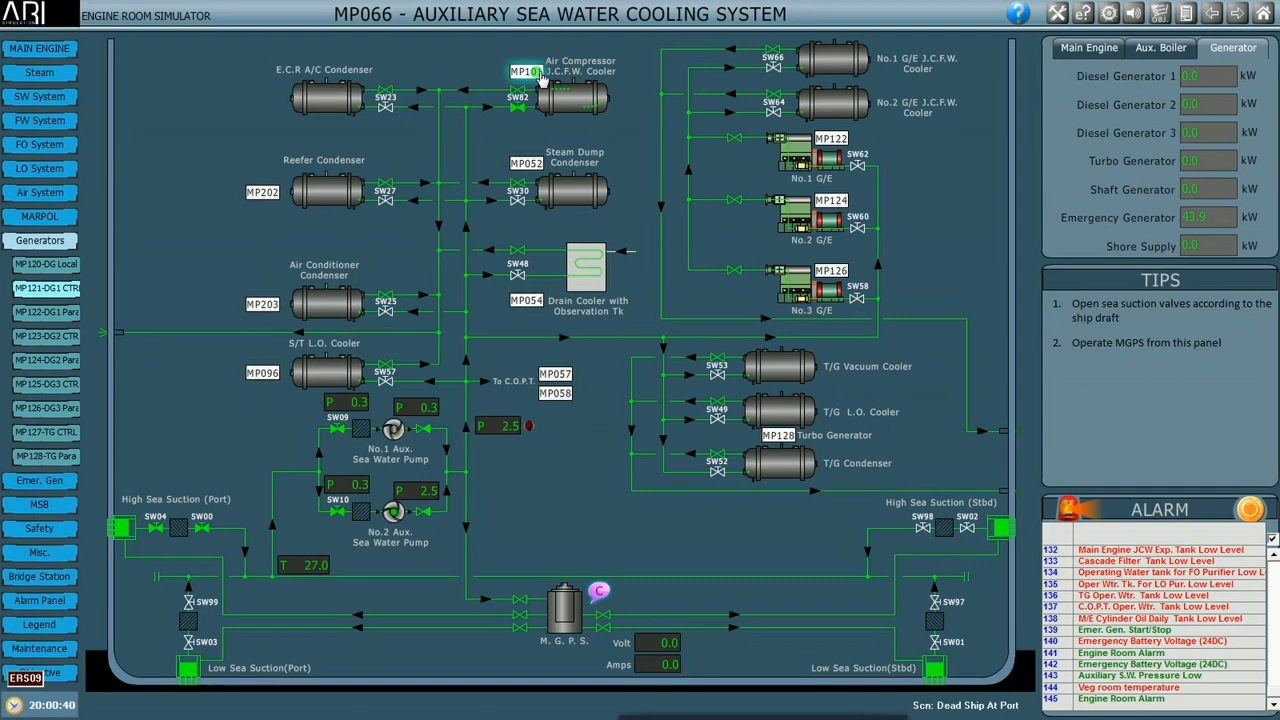 ARI
SIMULATION
ENGINE ROOM SIMULATOR
MP066 - AUXILIARY SEA WATER COOLING SYSTEM
?
e?
OBJ.
MAIN ENGINE
Steam
SW System
FW System
FO System
LO System
Air System
MARPOL
Generators
MP120-DG Local
MP121-DG1 CTRL
MP122-DG1 Para
MP123-DG2 CTRL
MP124-DG2 Para
MP125-DG3 CTRL
MP126-DG3 Para
MP127-TG CTRL
MP128-TG Para
Emer. Gen
MSB
Safety
Misc.
Bridge Station
Alarm Panel
Legend
Maintenance
Objective
ERS09
20:00:40
E.C.R A/C Condenser
SW23
Air Compressor
J.C.F.W. Cooler
SW82
Reefer Condenser
MP202
SW27
Steam Dump
Condenser
MP052
SW30
SW48
MP054
Drain Cooler with
Observation Tk
Air Conditioner
Condenser
MP203
SW25
S/T L.O. Cooler
MP096
SW57
To C.O.P.T.
MP057
MP058
P 0.3
P 0.3
SW09
No.1 Aux.
Sea Water Pump
P 2.5
P 0.3
P 2.5
SW10
No.2 Aux.
Sea Water Pump
High Sea Suction (Port)
SW04
SW00
T 27.0
SW99
SW03
Low Sea Suction(Port)
M. G. P. S.
C
Volt 0.0
Amps 0.0
SW66
No.1 G/E J.C.F.W.
Cooler
SW64
No.2 G/E J.C.F.W.
Cooler
MP122
SW62
No.1 G/E
MP124
SW60
No.2 G/E
MP126
SW58
No.3 G/E
SW53
T/G Vacuum Cooler
SW49
T/G L.O. Cooler
MP128
Turbo Generator
SW52
T/G Condenser
High Sea Suction (Stbd)
SW98
SW02
SW97
SW01
Low Sea Suction(Stbd)
Scn: Dead Ship At Port
Main Engine
Aux. Boiler
Generator
Diesel Generator 1 0.0 kW
Diesel Generator 2 0.0 kW
Diesel Generator 3 0.0 kW
Turbo Generator 0.0 kW
Shaft Generator 0.0 kW
Emergency Generator 43.9 kW
Shore Supply 0.0 kW
TIPS
1. Open sea suction valves according to the
ship draft
2. Operate MGPS from this panel
ALARM
132 Main Engine JCW Exp. Tank Low Level
133 Cascade Filter Tank Low Level
134 Operating Water tank for FO Purifier Low L
135 Oper Wtr. Tk. For LO Pur. Low Level
136 TG Oper. Wtr. Tank Low Level
137 C.O.P.T. Oper. Wtr. Tank Low Level
138 M/E Cylinder Oil Daily Tank Low Level
139 Emer. Gen. Start/Stop
140 Emergency Battery Voltage (24DC)
141 Engine Room Alarm
142 Emergency Battery Voltage (24DC)
143 Auxiliary S.W. Pressure Low
144 Veg room temperature
145 Engine Room Alarm